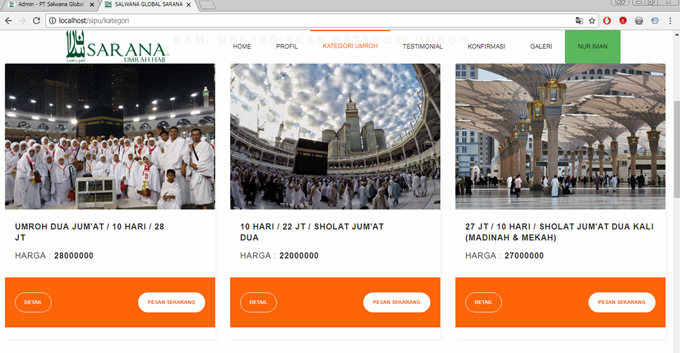 Admin - PT Salwana Global
SALWANA GLOBAL SARANA
localhost/sipu/kategori
SARANA
UMRAH HAJJ
KAMI MENYEDIAKAN KATEGORI UMROH
HOME
PROFIL
KATEGORI UMROH
TESTIMONIAL
KONFIRMASI
GALERI
NUR IMAN
UMROH DUA JUM'AT / 10 HARI / 28
JT
HARGA : 28000000
DETAIL
PESAN SEKARANG
10 HARI / 22 JT / SHOLAT JUM'AT
DUA
HARGA : 22000000
DETAIL
PESAN SEKARANG
27 JT / 10 HARI / SHOLAT JUM'AT DUA KALI
(MADINAH & MEKAH)
HARGA : 27000000
DETAIL
PESAN SEKARANG